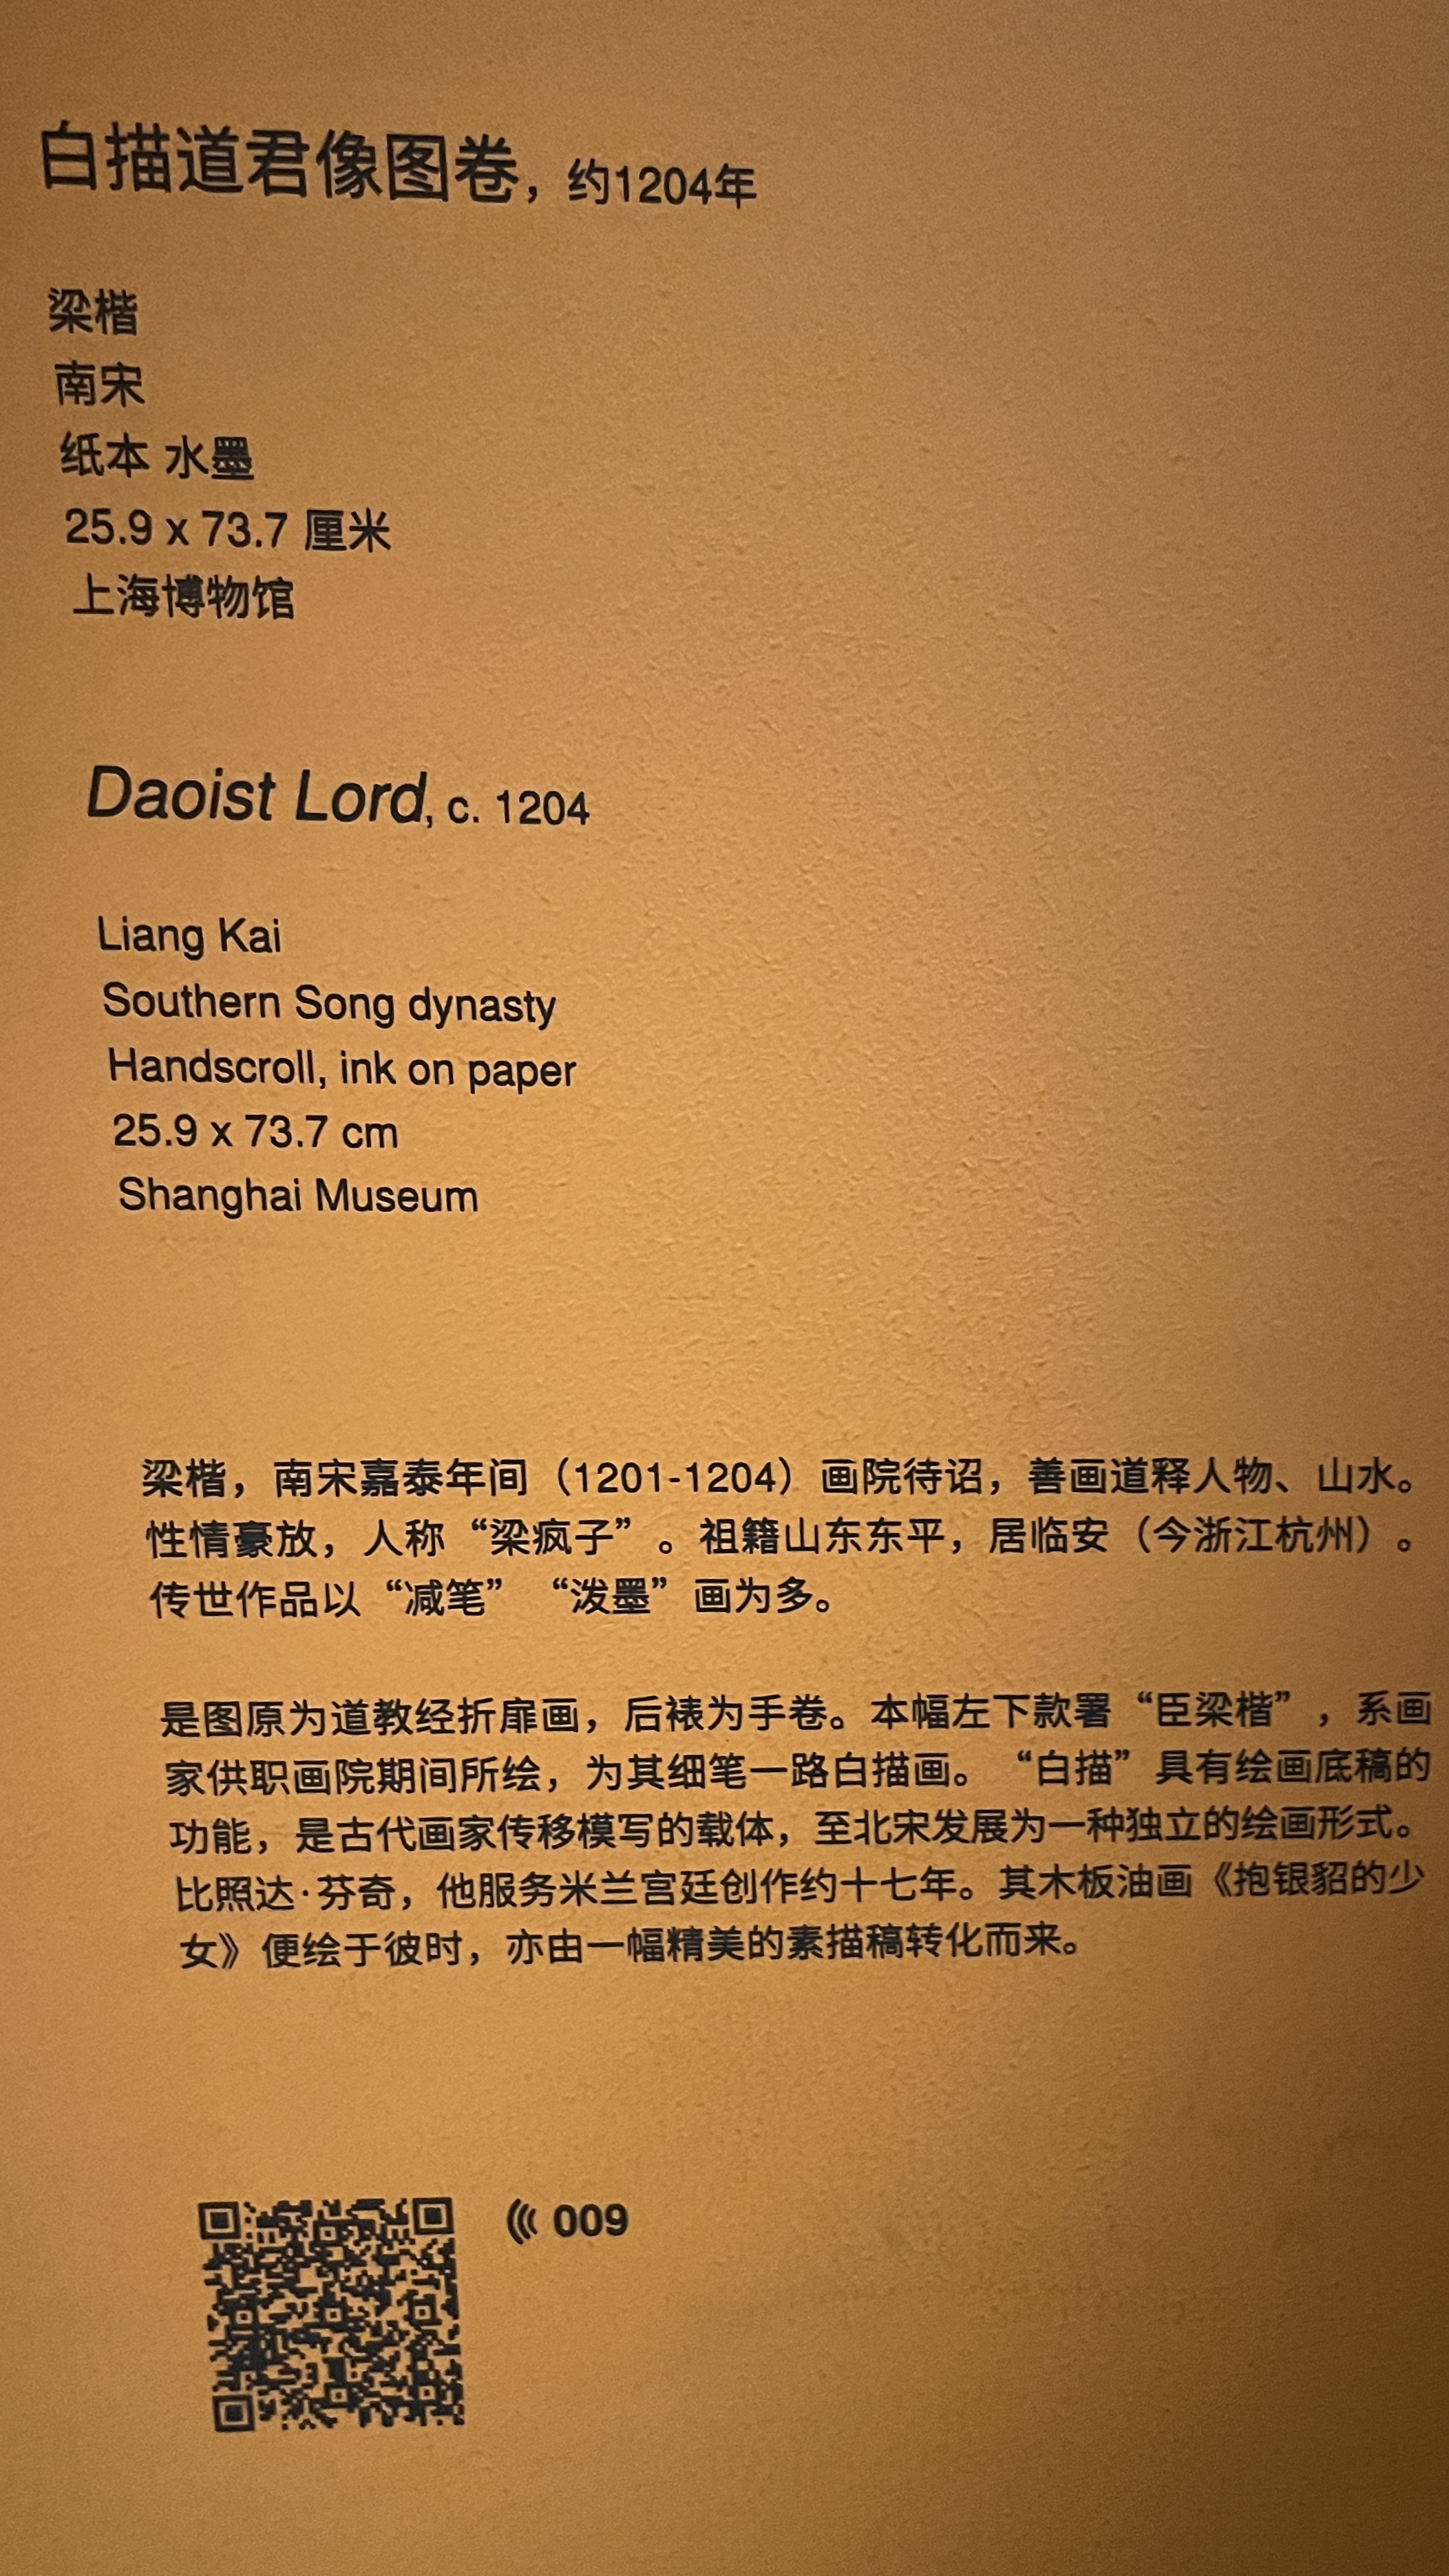 白描道君像图卷，约1204年
梁楷
南宋
纸本 水墨
25.9 x 73.7 厘米
上海博物馆
Daoist Lord, c. 1204
Liang Kai
Southern Song dynasty
Handscroll, ink on paper
25.9 x 73.7 cm
Shanghai Museum
梁楷，南宋嘉泰年间（1201-1204）画院待诏，善画道释人物、山水。
性情豪放，人称“梁疯子”。祖籍山东东平，居临安（今浙江杭州）。
传世作品以“减笔”“泼墨”画为多。
是图原为道教经折扉画，后裱为手卷。本幅左下款署“臣梁楷”，系画
家供职画院期间所绘，为其细笔一路白描画。“白描”具有绘画底稿的
功能，是古代画家传移模写的载体，至北宋发展为一种独立的绘画形式。
比照达·芬奇，他服务米兰宫廷创作约十七年。其木板油画《抱银貂的少
女》便绘于彼时，亦由一幅精美的素描稿转化而来。
009